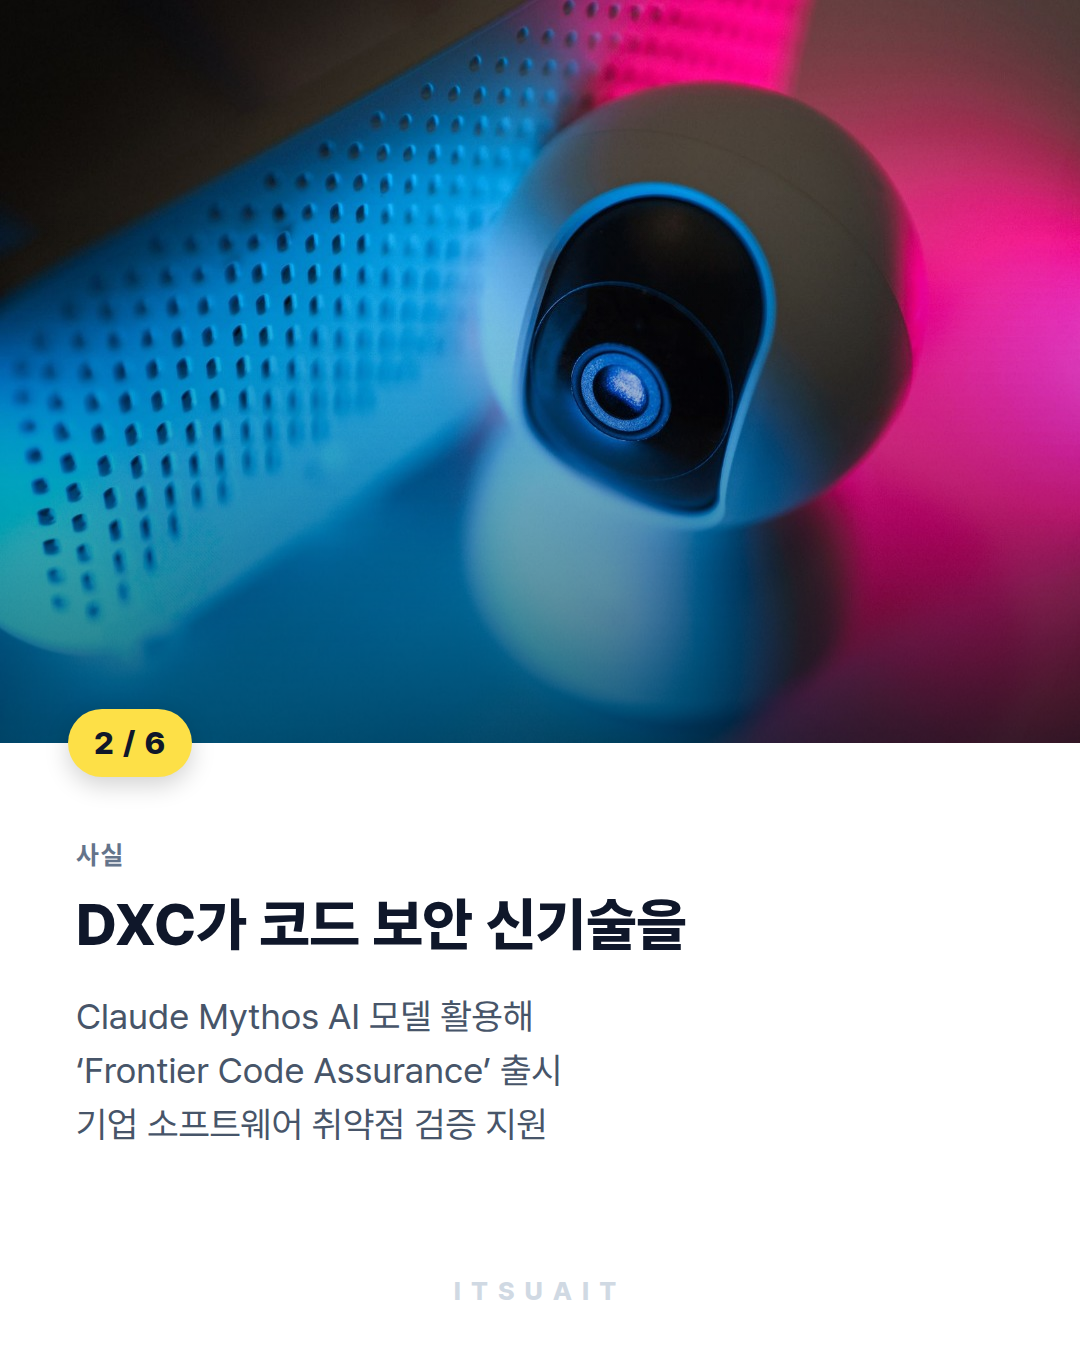 2 / 6
사실
DXC가 코드 보안 신기술을
Claude Mythos AI 모델 활용해
‘Frontier Code Assurance’ 출시
기업 소프트웨어 취약점 검증 지원
ITSUAIT